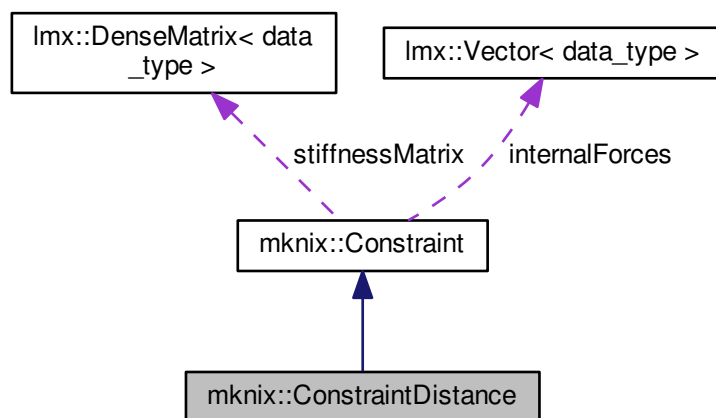 lmx::DenseMatrix< data
_type >
lmx::Vector< data_type >
stiffnessMatrix
internalForces
mknix::Constraint
mknix::ConstraintDistance